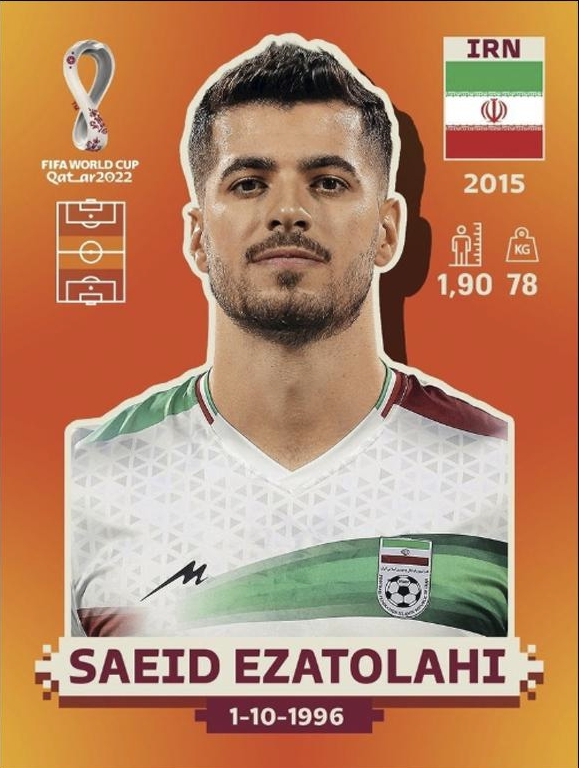 FIFA WORLD CUP
Qatar2022
IRN
2015
KG
1,90 78
SAEID EZATOLAHI
1-10-1996